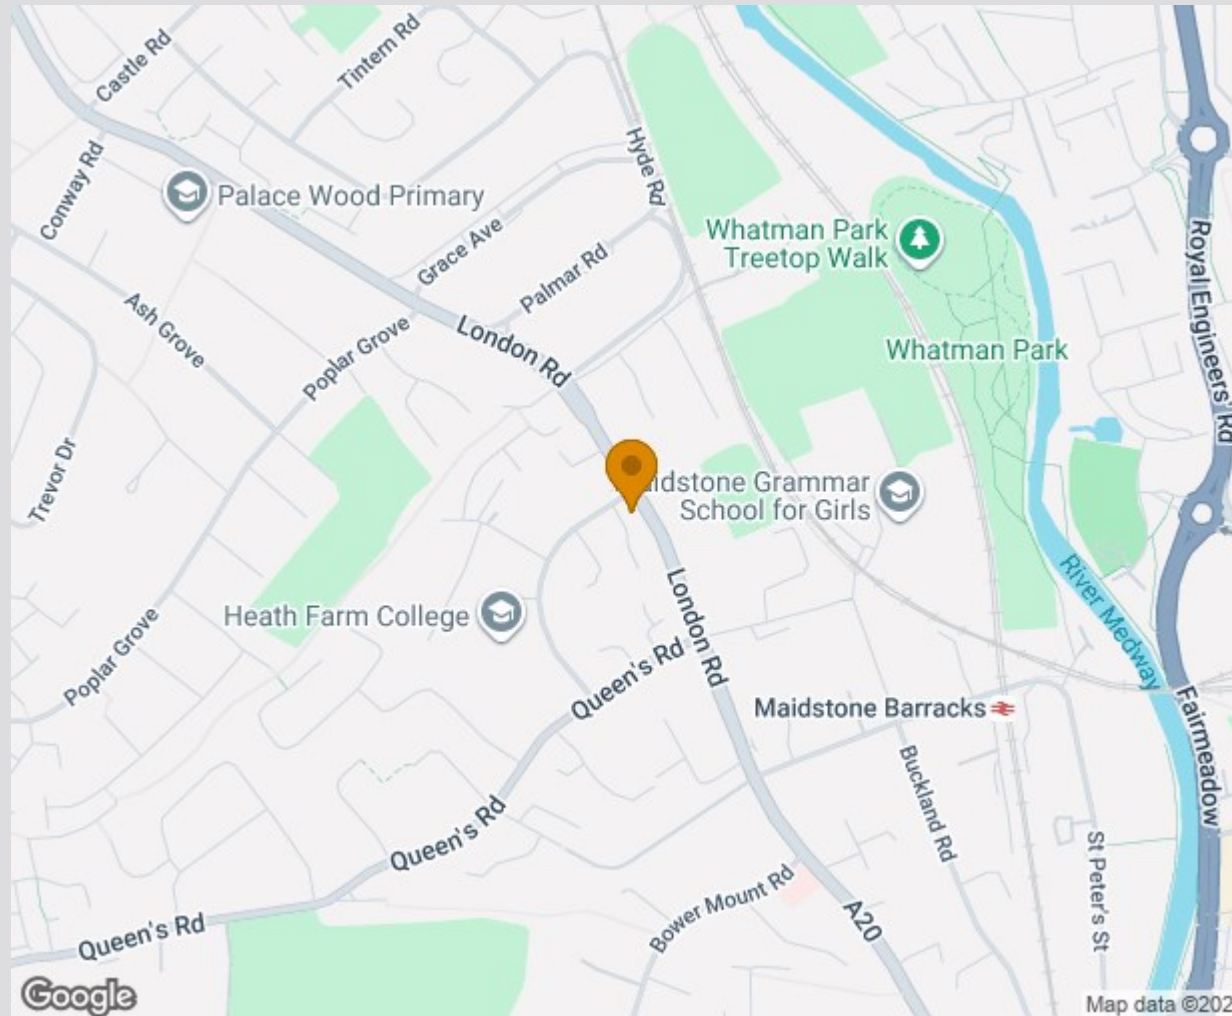 Castle Rd
Tintern Rd
Conway Rd
Palace Wood Primary
Hyde Rd
Grace Ave
Palmar Rd
Whatman Park
Treetop Walk
Royal Engineers' Rd
Ash Grove
Poplar Grove
London Rd
Whatman Park
Trevor Dr
idstone Grammar
School for Girls
River Medway
Heath Farm College
London Rd
Poplar Grove
Queen's Rd
Maidstone Barracks
Fairmeadow
Buckland Rd
Queen's Rd
St Peter's St
Bower Mount Rd
A20
Queen's Rd
Google
Map data ©202